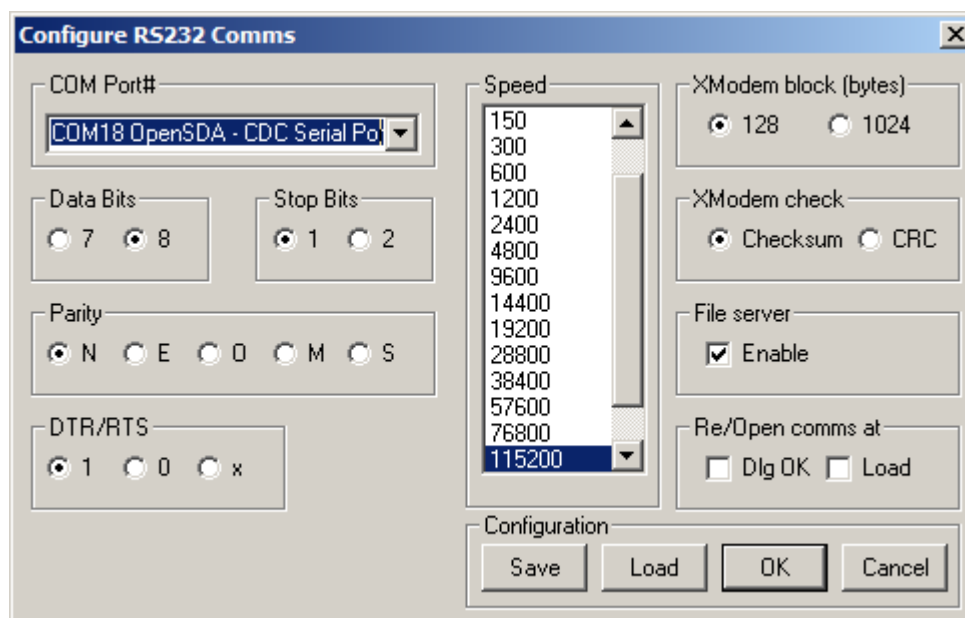 Configure RS232 Comms
COM Port#
COM18 OpenSDA - CDC Serial Po
Data Bits
7 8
Stop Bits
1 2
Parity
N E O M S
DTR/RTS
1 0 x
Speed
150
300
600
1200
2400
4800
9600
14400
19200
28800
38400
57600
76800
115200
XModem block (bytes)
128 1024
XModem check
Checksum CRC
File server
Enable
Re/Open comms at
Dlg OK Load
Configuration
Save Load OK Cancel